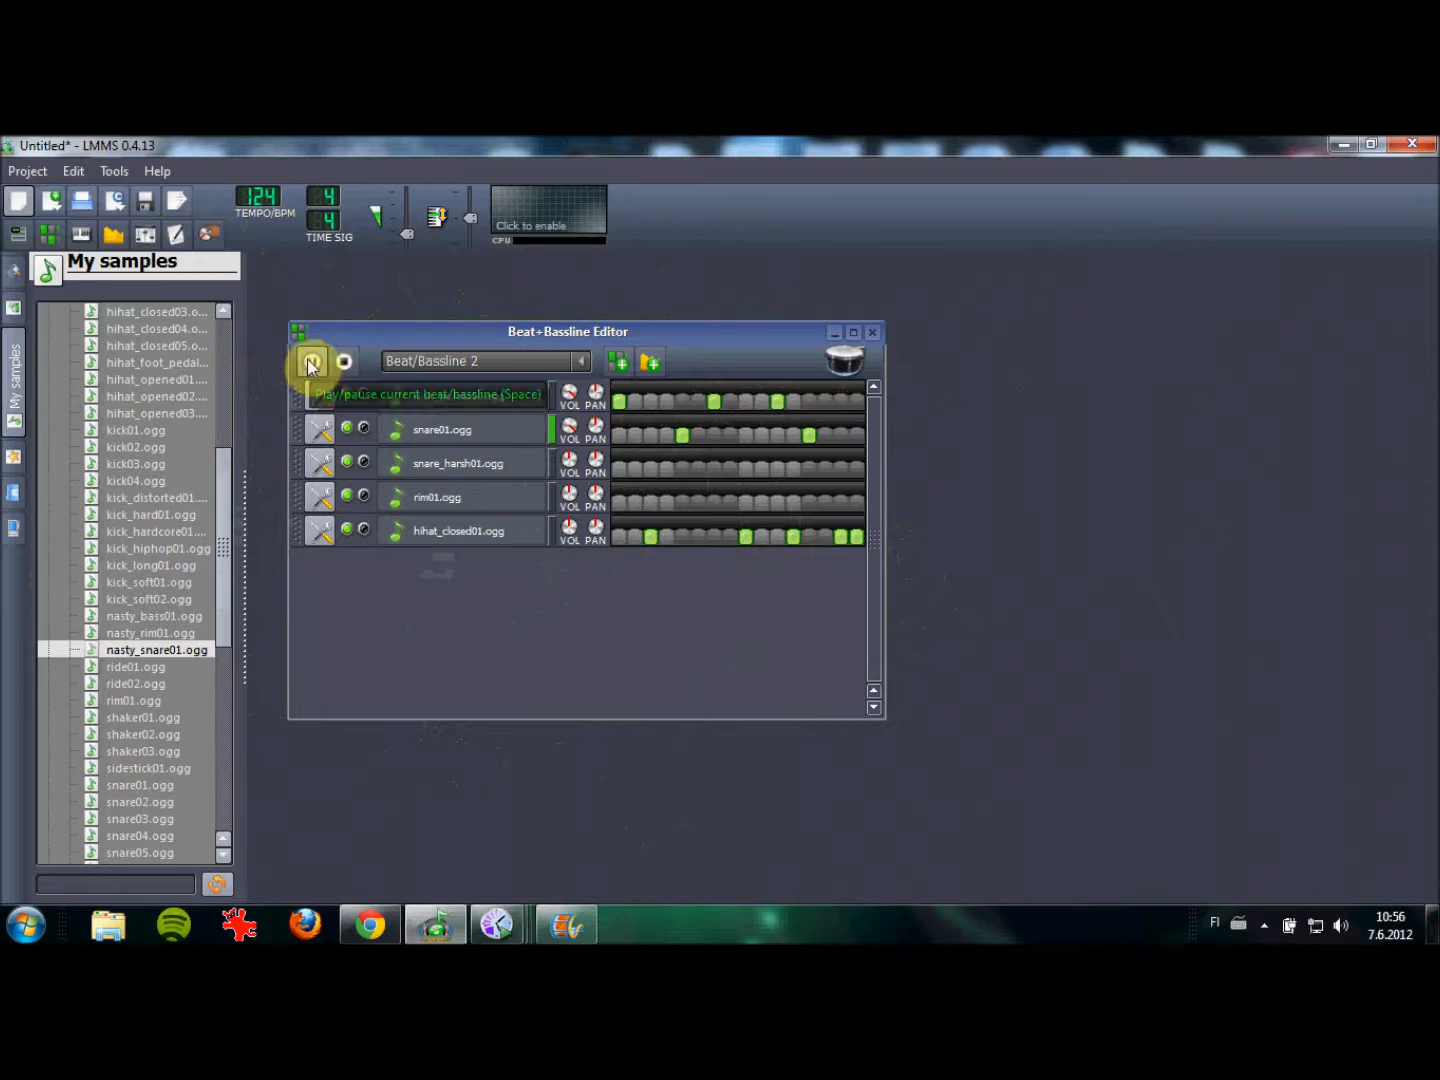 Untitled* - LMMS 0.4.13
Project Edit Tools Help
124
TEMPO/BPM
4
4
TIME SIG
Click to enable
CPU
My samples
My samples
hihat_closed03.o...
hihat_closed04.o...
hihat_closed05.o...
hihat_foot_pedal...
hihat_opened01....
hihat_opened02....
hihat_opened03....
kick01.ogg
kick02.ogg
kick03.ogg
kick04.ogg
kick_distorted01....
kick_hard01.ogg
kick_hardcore01....
kick_hiphop01.ogg
kick_long01.ogg
kick_soft01.ogg
kick_soft02.ogg
nasty_bass01.ogg
nasty_rim01.ogg
nasty_snare01.ogg
ride01.ogg
ride02.ogg
rim01.ogg
shaker01.ogg
shaker02.ogg
shaker03.ogg
sidestick01.ogg
snare01.ogg
snare02.ogg
snare03.ogg
snare04.ogg
snare05.ogg
Beat+Bassline Editor
Beat/Bassline 2
Play/pause current beat/bassline (Space)
VOL PAN
snare01.ogg
VOL PAN
snare_harsh01.ogg
VOL PAN
rim01.ogg
VOL PAN
hihat_closed01.ogg
VOL PAN
FI
10:56
7.6.2012